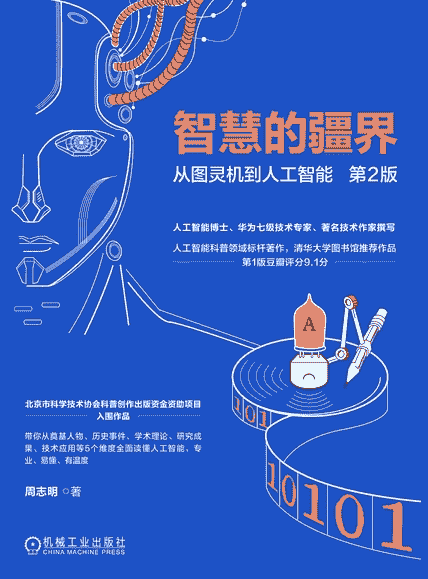 智慧的疆界
从图灵机到人工智能 第2版
人工智能博士、华为七级技术专家、著名技术作家撰写
人工智能科普领域标杆著作，清华大学图书馆推荐作品
第1版豆瓣评分9.1分
A
北京市科学技术协会科普创作出版资金资助项目
入围作品
带你从奠基人物、历史事件、学术理论、研究成
果、技术应用等5个维度全面读懂人工智能，专
业、易懂、有温度
101
10101
周志明 ◎著
机械工业出版社
CHINA MACHINE PRESS